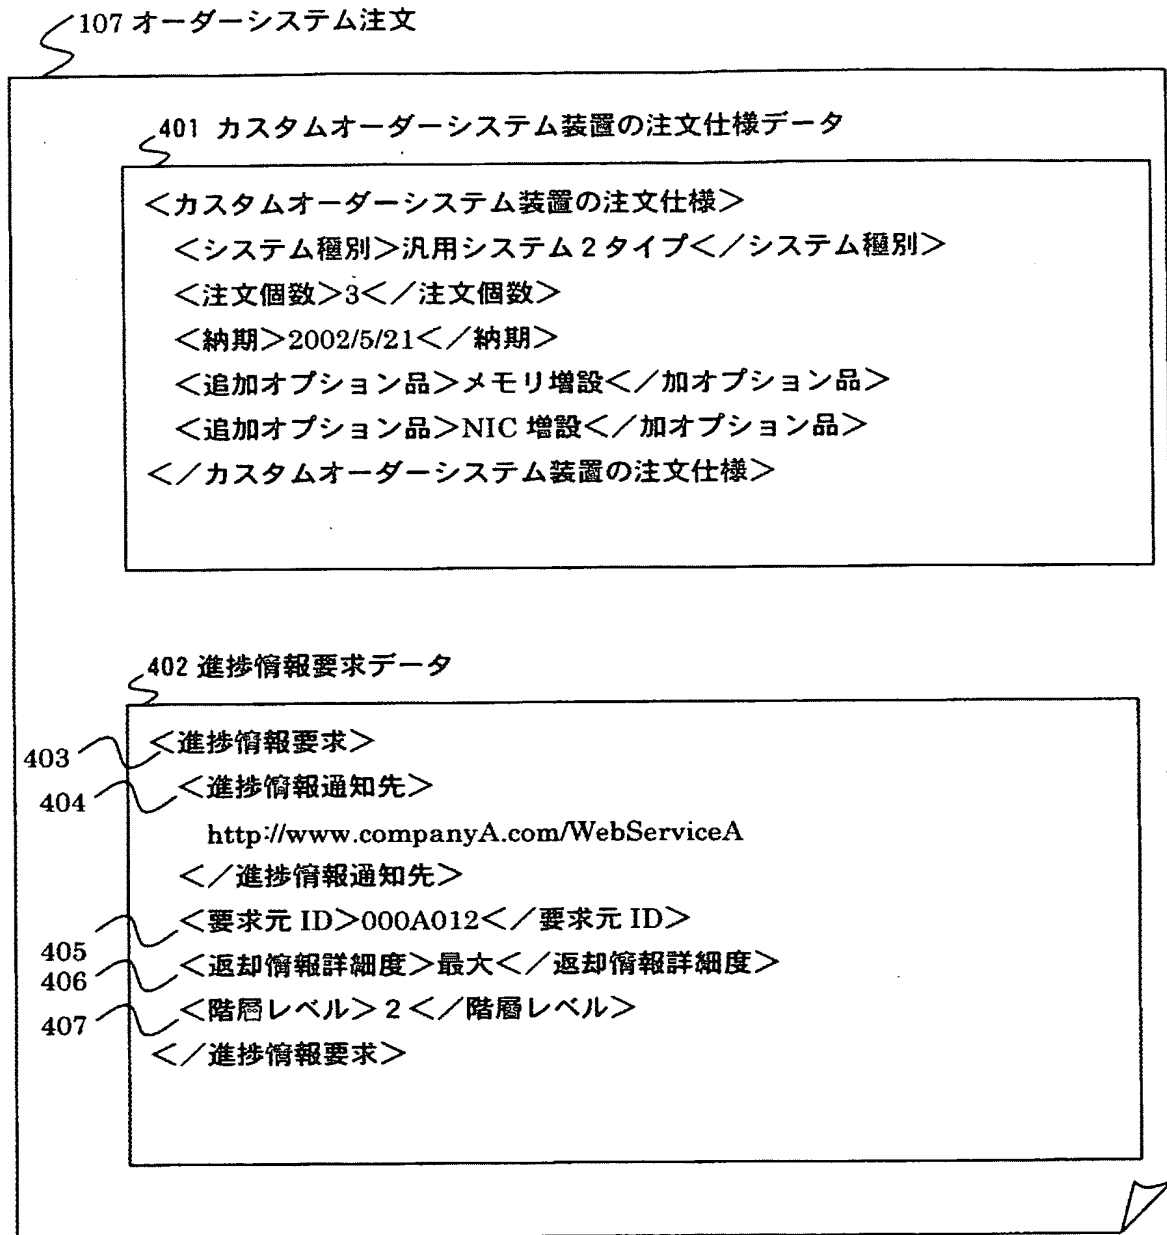 107 オーダーシステム注文
401 カスタムオーダーシステム装置の注文仕様データ
＜カスタムオーダーシステム装置の注文仕様＞
＜システム種別＞汎用システム2タイプ＜／システム種別＞
＜注文個数＞3＜／注文個数＞
＜納期＞2002/5/21＜／納期＞
＜追加オプション品＞メモリ増設＜／加オプション品＞
＜追加オプション品＞NIC 増設＜／加オプション品＞
＜／カスタムオーダーシステム装置の注文仕様＞
402 進捗情報要求データ
403 ＜進捗情報要求＞
404 ＜進捗情報通知先＞
http://www.companyA.com/WebServiceA
＜／進捗情報通知先＞
405 ＜要求元 ID＞000A012＜／要求元 ID＞
406 ＜返却情報詳細度＞最大＜／返却情報詳細度＞
407 ＜階層レベル＞2＜／階層レベル＞
＜／進捗情報要求＞